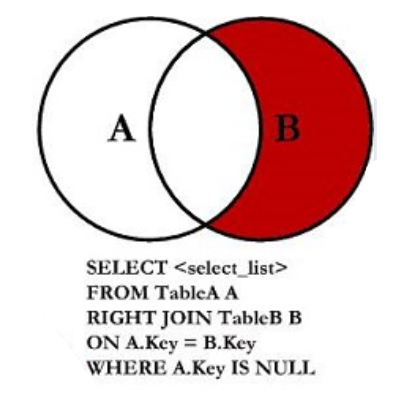 A B
SELECT <select_list>
FROM TableA A
RIGHT JOIN TableB B
ON A.Key = B.Key
WHERE A.Key IS NULL